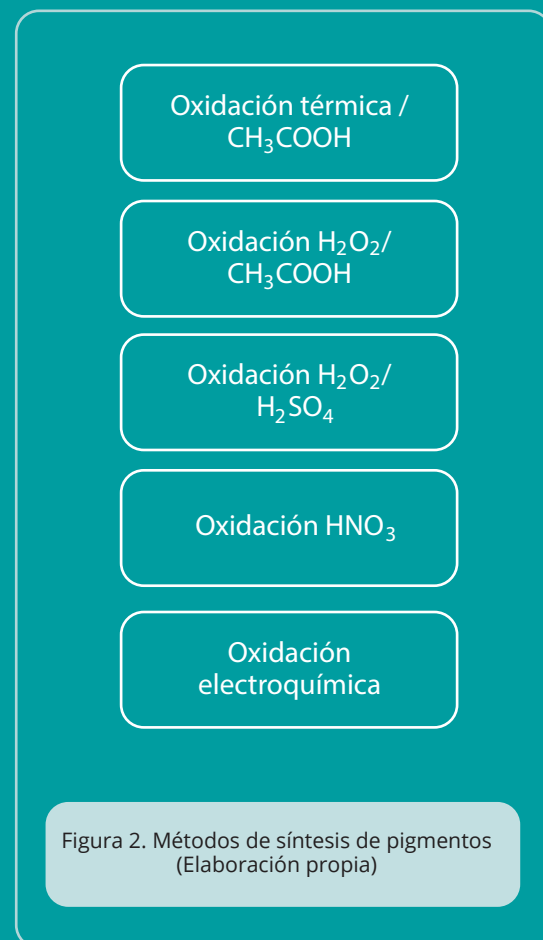 Oxidación térmica /
CH₃COOH
Oxidación H₂O₂/
CH₃COOH
Oxidación H₂O₂/
H₂SO₄
Oxidación HNO₃
Oxidación
electroquímica
Figura 2. Métodos de síntesis de pigmentos
(Elaboración propia)